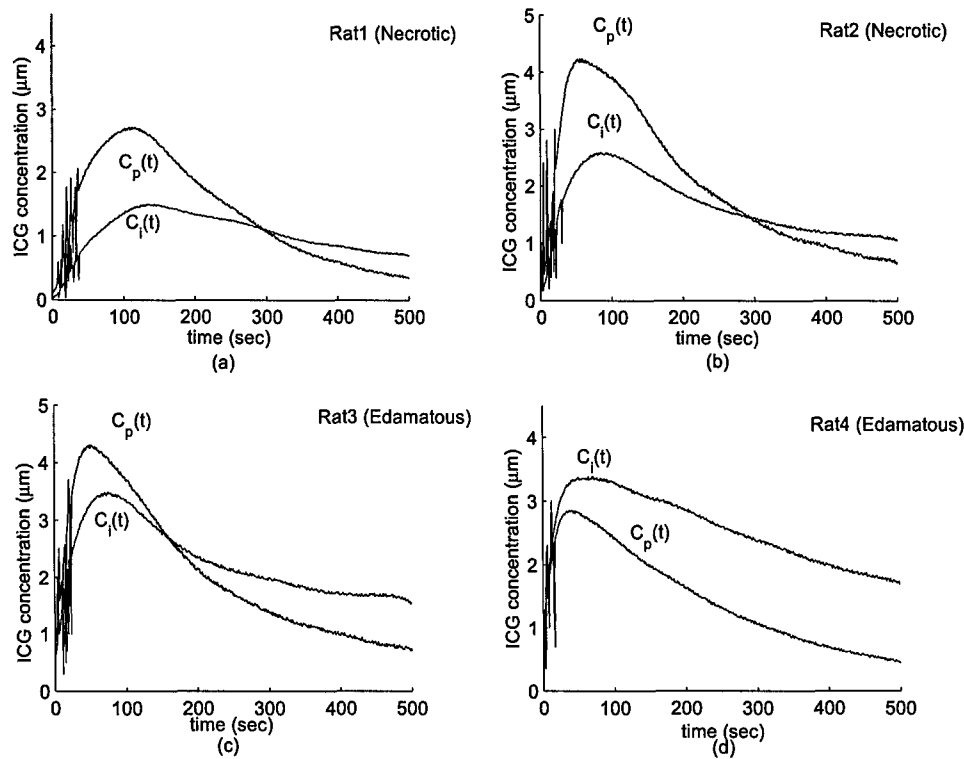 Rat1 (Necrotic)
ICG concentration (μm)
4
3
2
1
0
C_p(t)
C_i(t)
0 100 200 300 400 500
time (sec)
(a)
Rat2 (Necrotic)
ICG concentration (μm)
5
4
3
2
1
0
C_p(t)
C_i(t)
0 100 200 300 400 500
time (sec)
(b)
Rat3 (Edamatous)
ICG concentration (μm)
5
4
3
2
1
0
C_p(t)
C_i(t)
0 100 200 300 400 500
time (sec)
(c)
Rat4 (Edamatous)
ICG concentration (μm)
4
3
2
1
0
C_i(t)
C_p(t)
0 100 200 300 400 500
time (sec)
(d)